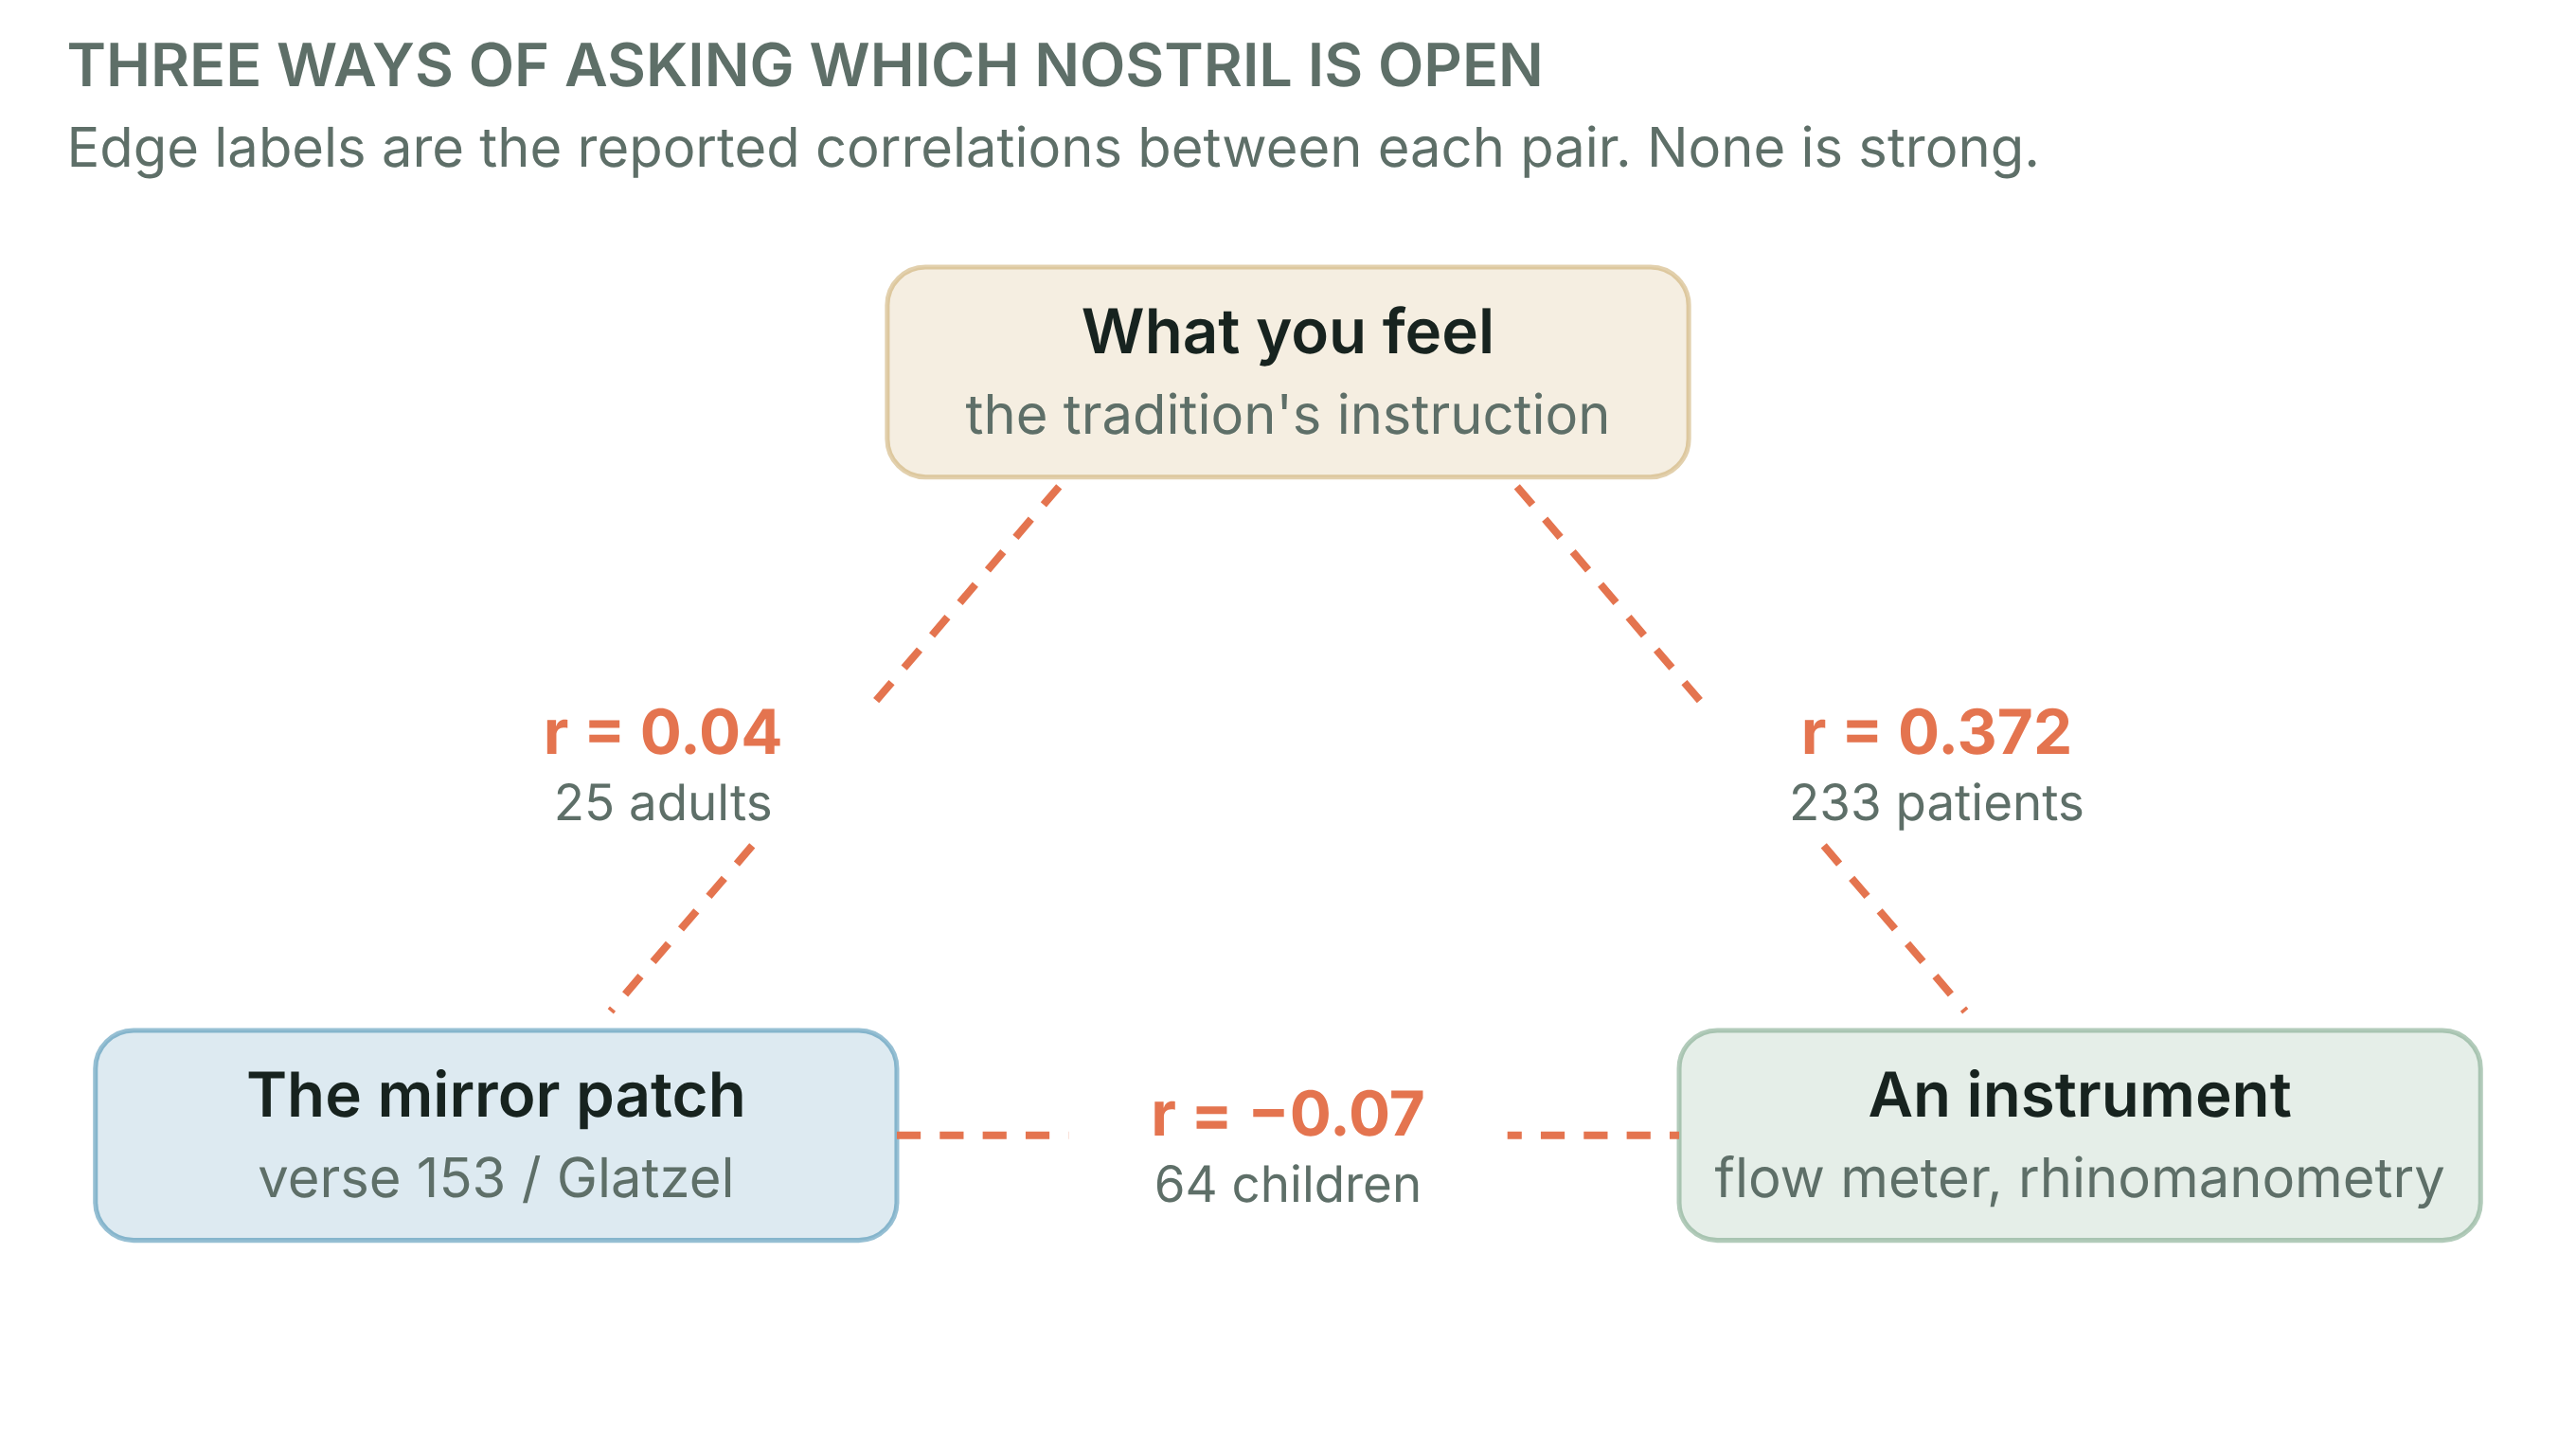 THREE WAYS OF ASKING WHICH NOSTRIL IS OPEN
Edge labels are the reported correlations between each pair. None is strong.
What you feel
the tradition's instruction
r = 0.04
25 adults
r = 0.372
233 patients
The mirror patch
verse 153 / Glatzel
r = −0.07
64 children
An instrument
flow meter, rhinomanometry